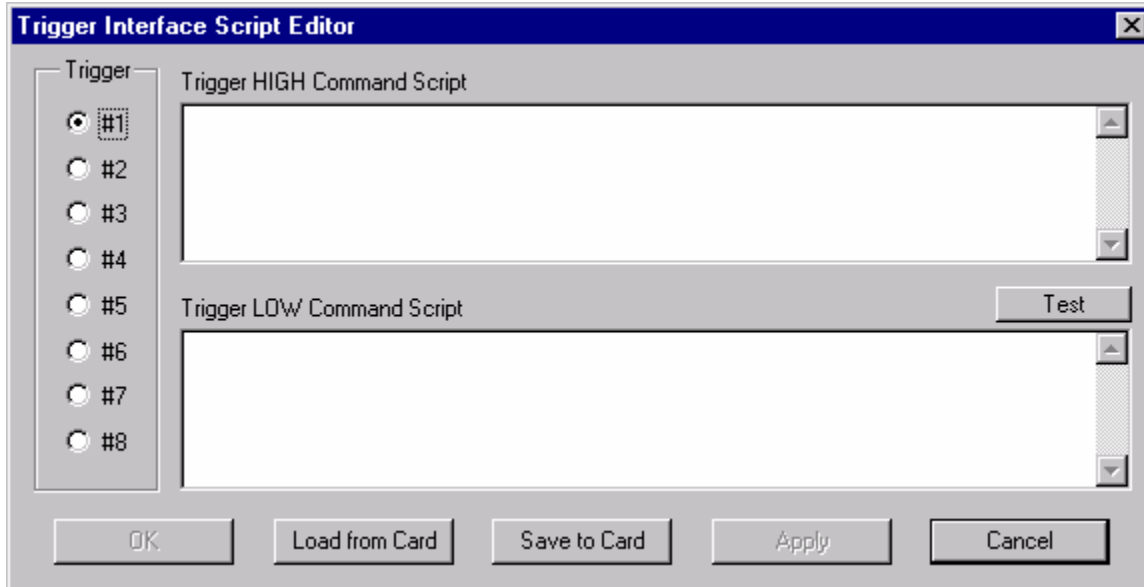 Trigger Interface Script Editor
Trigger
#1
#2
#3
#4
#5
#6
#7
#8
Trigger HIGH Command Script
Trigger LOW Command Script
Test
OK
Load from Card
Save to Card
Apply
Cancel